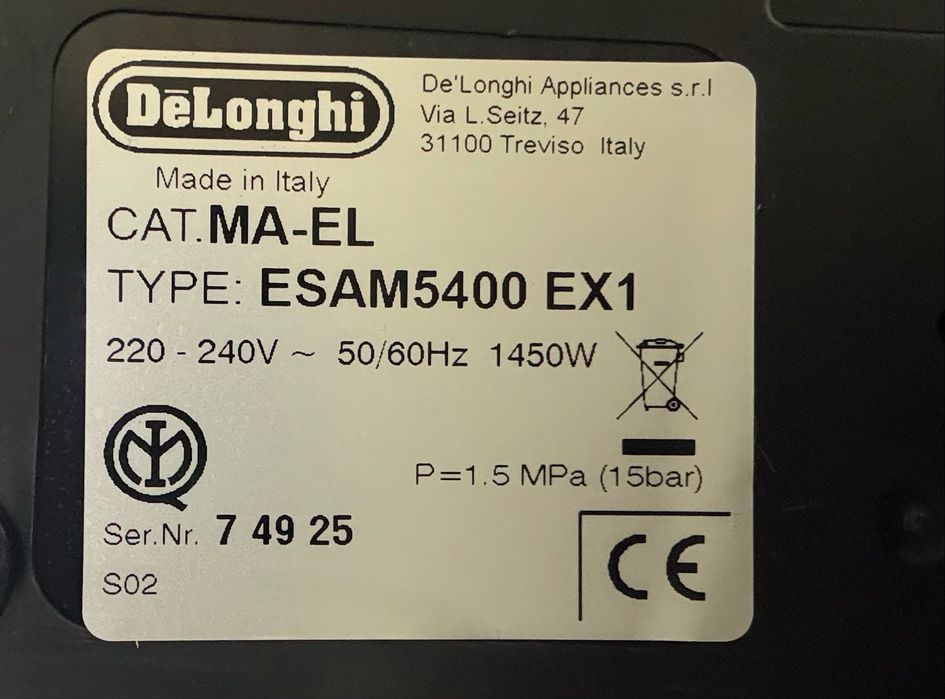 DēLonghi
De'Longhi Appliances s.r.l
Via L.Seitz, 47
31100 Treviso Italy
Made in Italy
CAT.MA-EL
TYPE: ESAM5400 EX1
220 - 240V ~ 50/60Hz 1450W
P=1.5 MPa (15bar)
Ser.Nr. 7 49 25
S02
CE